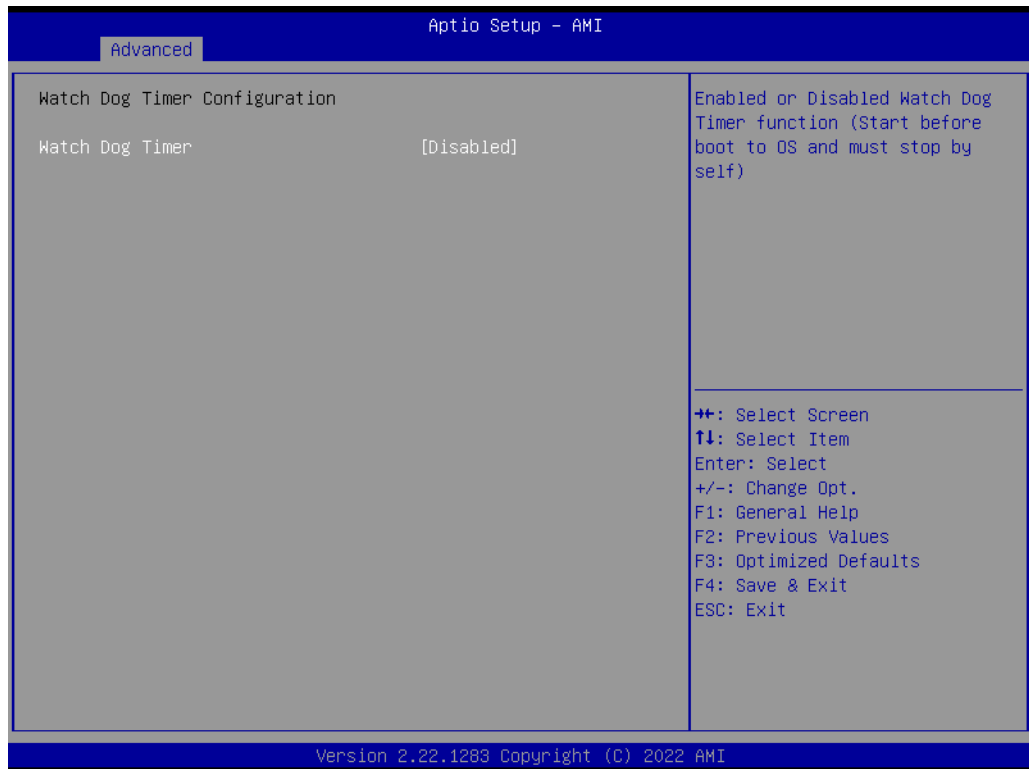 Aptio Setup – AMI
Advanced
Watch Dog Timer Configuration
Watch Dog Timer [Disabled]
Enabled or Disabled Watch Dog
Timer function (Start before
boot to OS and must stop by
self)
→←: Select Screen
↑↓: Select Item
Enter: Select
+/-: Change Opt.
F1: General Help
F2: Previous Values
F3: Optimized Defaults
F4: Save & Exit
ESC: Exit
Version 2.22.1283 Copyright (C) 2022 AMI